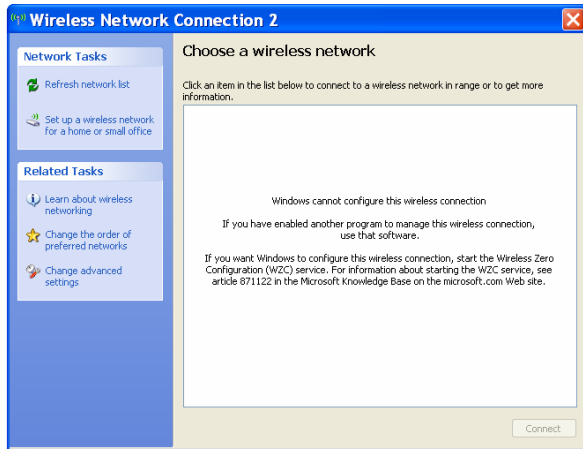 Wireless Network Connection 2
Network Tasks
Refresh network list
Set up a wireless network
for a home or small office
Related Tasks
Learn about wireless
networking
Change the order of
preferred networks
Change advanced
settings
Choose a wireless network
Click an item in the list below to connect to a wireless network in range or to get more
information.
Windows cannot configure this wireless connection
If you have enabled another program to manage this wireless connection,
use that software.
If you want Windows to configure this wireless connection, start the Wireless Zero
Configuration (WZC) service. For information about starting the WZC service, see
article 871122 in the Microsoft Knowledge Base on the microsoft.com Web site.
Connect